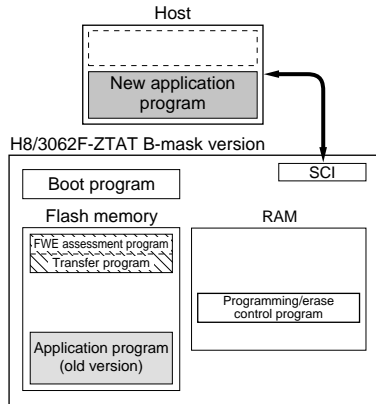 Host
New application
program
H8/3062F-ZTAT B-mask version
SCI
Boot program
Flash memory
RAM
FWE assessment program
Transfer program
Programming/erase
control program
Application program
(old version)